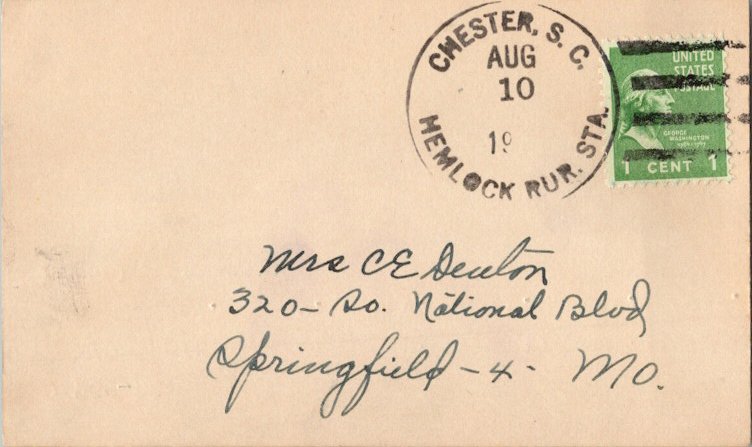 CHESTER, S. C.
AUG
10
19
HEMLOCK RUR. STA.
UNITED
STATES
POSTAGE
GEORGE
WASHINGTON
1 CENT 1
Mrs C E Denton
320 - So. National Blvd
Springfield - 4 - Mo.